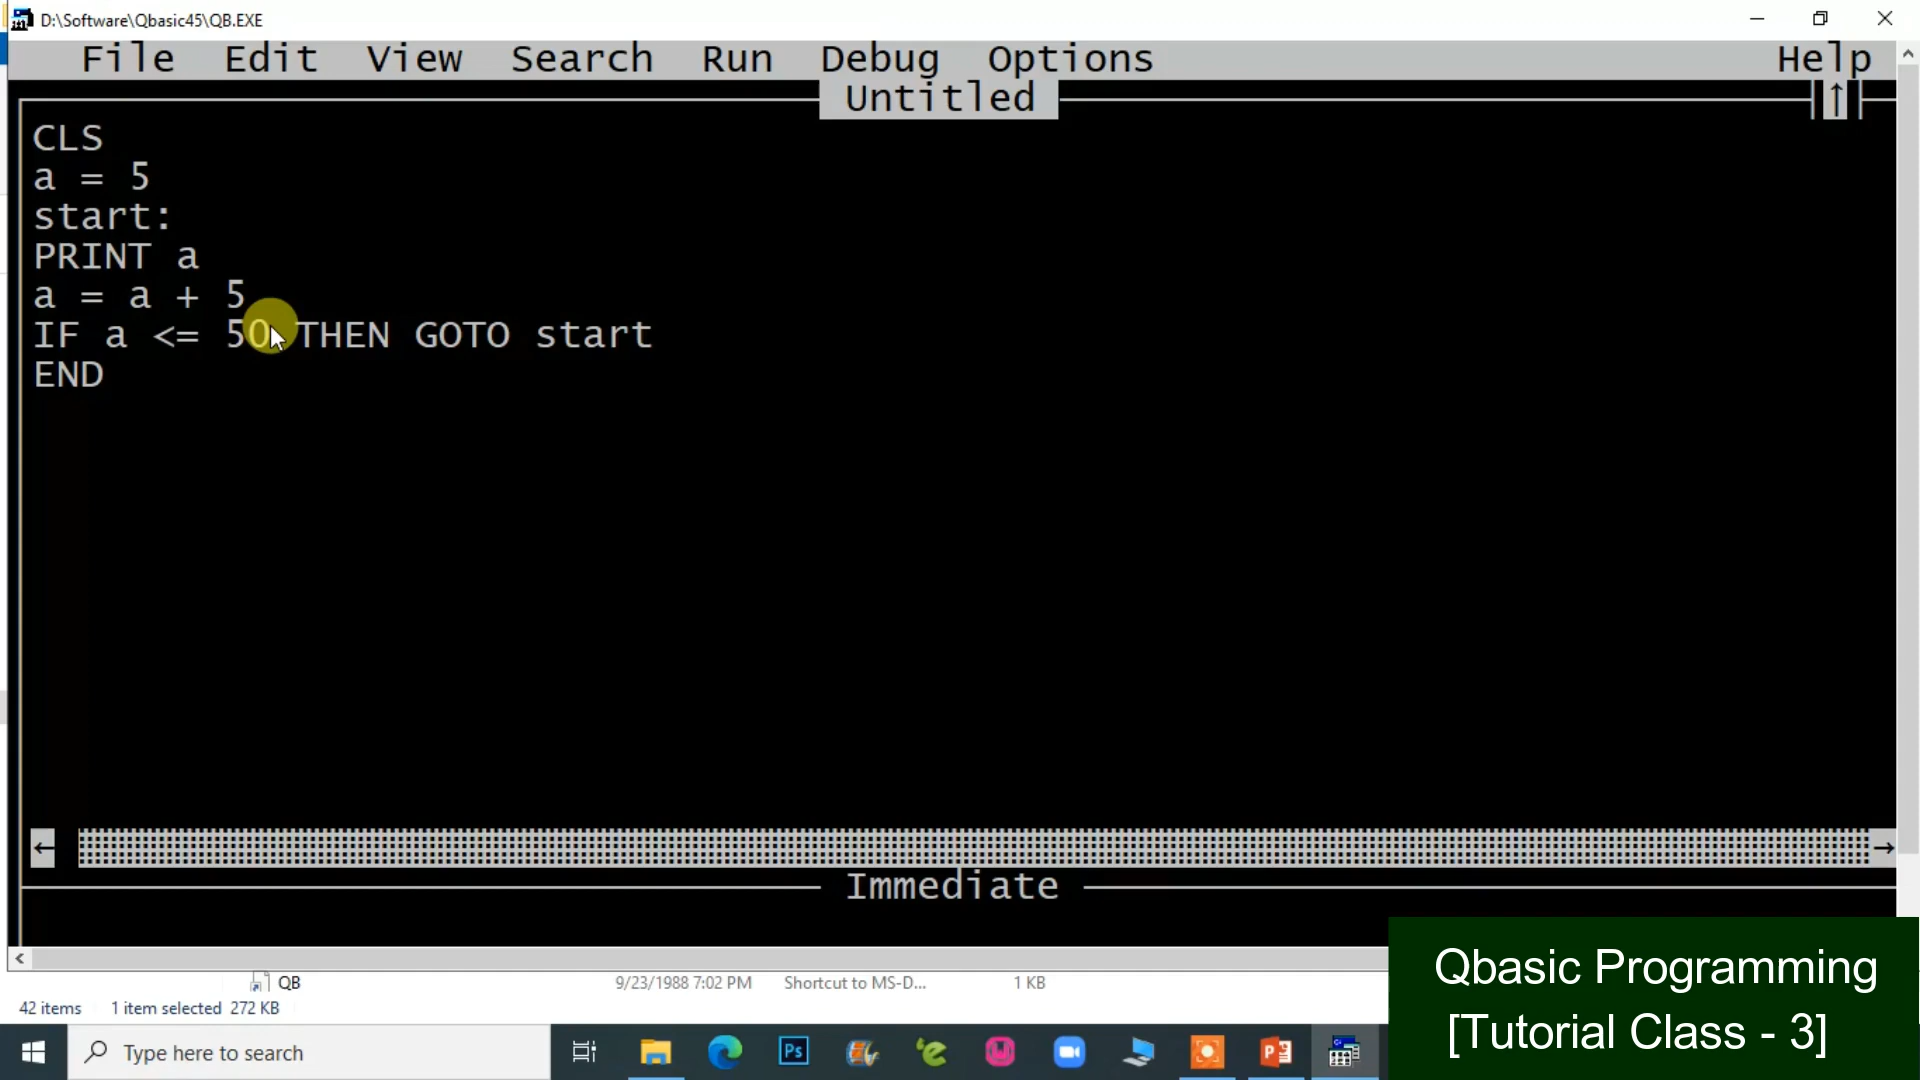 D:\Software\Qbasic45\QB.EXE
File Edit View Search Run Debug Options Help
Untitled
CLS
a = 5
start:
PRINT a
a = a + 5
IF a <= 50 THEN GOTO start
END
Immediate
QB 9/23/1988 7:02 PM Shortcut to MS-D... 1 KB
42 items 1 item selected 272 KB
Type here to search
Ps
Qbasic Programming
[Tutorial Class - 3]